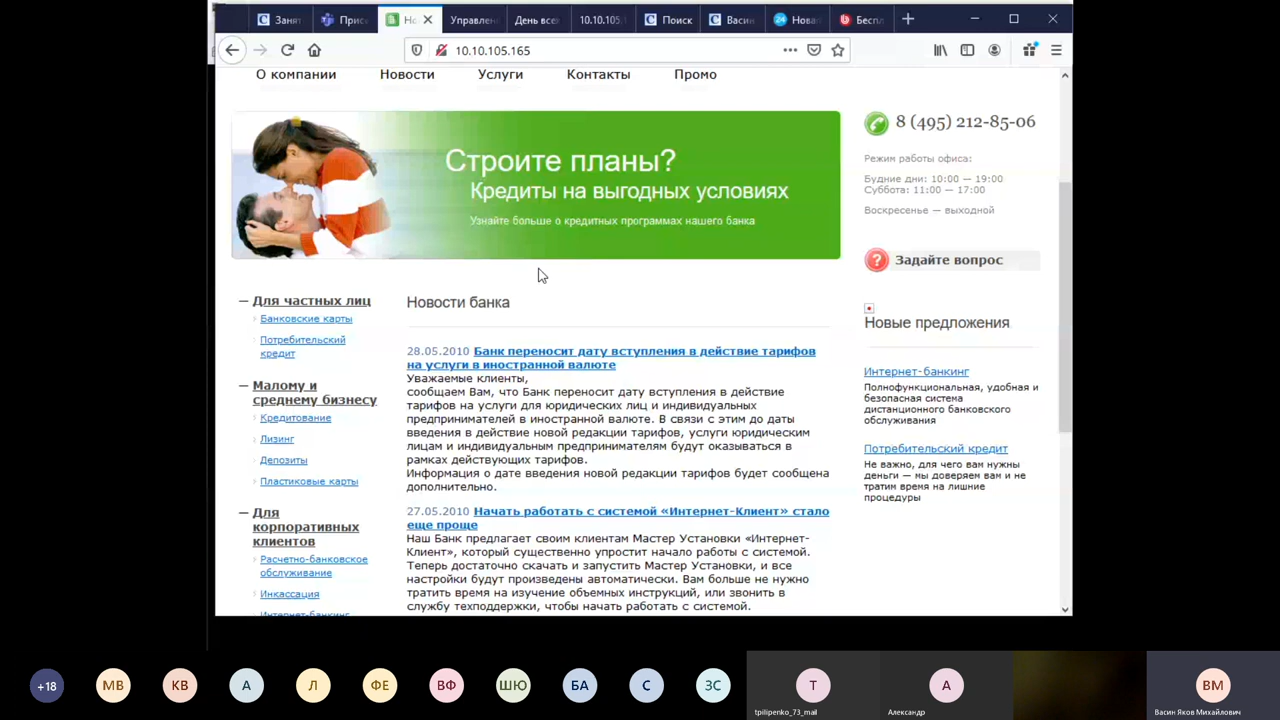 Занят
Присс
Но
Управлен
День все
10.10.105.
Поиск
Васин
Новая
Беспл
10.10.105.165
О компании
Новости
Услуги
Контакты
Промо
Строите планы?
Кредиты на выгодных условиях
Узнайте больше о кредитных программах нашего банка
8 (495) 212-85-06
Режим работы офиса:
Будние дни: 10:00 — 19:00
Суббота: 11:00 — 17:00
Воскресенье — выходной
Задайте вопрос
— Для частных лиц
Банковские карты
Потребительский
кредит
Малому и
среднему бизнесу
Кредитование
Лизинг
Депозиты
Пластиковые карты
Для
корпоративных
клиентов
Расчетно-банковское
обслуживание
Инкассация
Интернет-банкинг
Новости банка
28.05.2010 Банк переносит дату вступления в действие тарифов
на услуги в иностранной валюте
Уважаемые клиенты,
сообщаем Вам, что Банк переносит дату вступления в действие
тарифов на услуги для юридических лиц и индивидуальных
предпринимателей в иностранной валюте. В связи с этим до даты
введения в действие новой редакции тарифов, услуги юридическим
лицам и индивидуальным предпринимателям будут оказываться в
рамках действующих тарифов.
Информация о дате введения новой редакции тарифов будет сообщена
дополнительно.
27.05.2010 Начать работать с системой «Интернет-Клиент» стало
еще проще
Наш Банк предлагает своим клиентам Мастер Установки «Интернет-
Клиент», который существенно упростит начало работы с системой.
Теперь достаточно скачать и запустить Мастер Установки, и все
настройки будут произведены автоматически. Вам больше не нужно
тратить время на изучение объемных инструкций, или звонить в
службу техподдержки, чтобы начать работать с системой.
Новые предложения
Интернет-банкинг
Полнофункциональная, удобная и
безопасная система
дистанционного банковского
обслуживания
Потребительский кредит
Не важно, для чего вам нужны
деньги — мы доверяем вам и не
тратим время на лишние
процедуры
+18
МВ
КВ
А
Л
ФЕ
ВФ
ШЮ
БА
С
ЗС
Т
tpilipenko_73_mail
А
Александр
ВМ
Васин Яков Михайлович